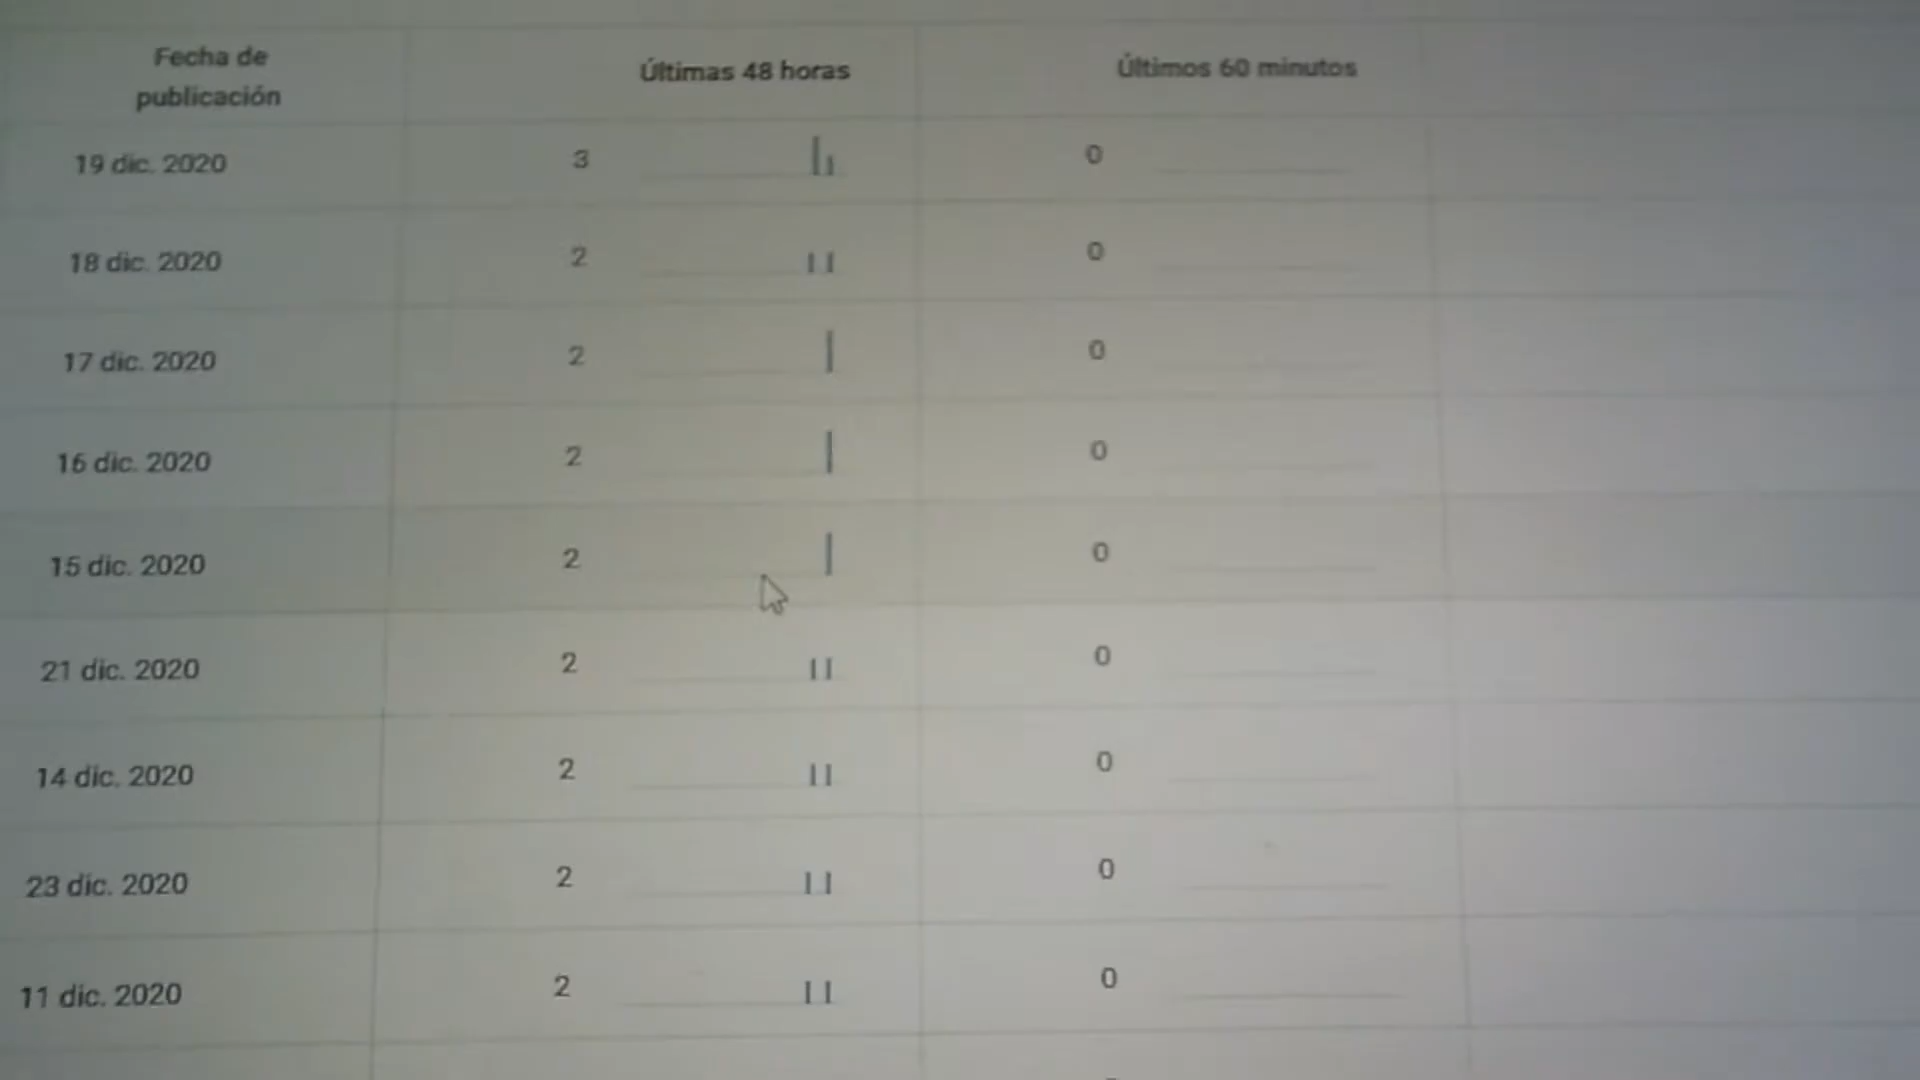 Fecha de
publicación
Últimas 48 horas
Últimos 60 minutos
19 dic. 2020 3 0
18 dic. 2020 2 0
17 dic. 2020 2 0
16 dic. 2020 2 0
15 dic. 2020 2 0
21 dic. 2020 2 0
14 dic. 2020 2 0
23 dic. 2020 2 0
11 dic. 2020 2 0